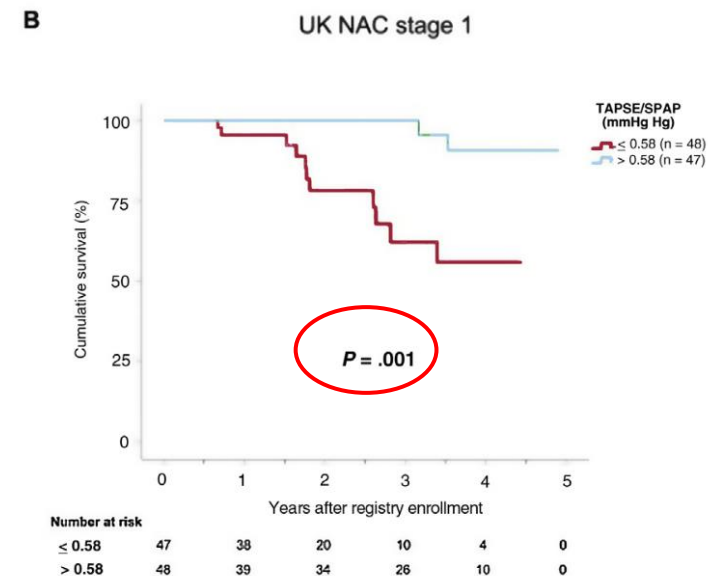 B
UK NAC stage 1
TAPSE/SPAP
(mmHg Hg)
≤ 0.58 (n = 48)
> 0.58 (n = 47)
Cumulative survival (%)
100
75
50
25
0
P = .001
0 1 2 3 4 5
Years after registry enrollment
Number at risk
≤ 0.58 47 38 20 10 4 0
> 0.58 48 39 34 26 10 0